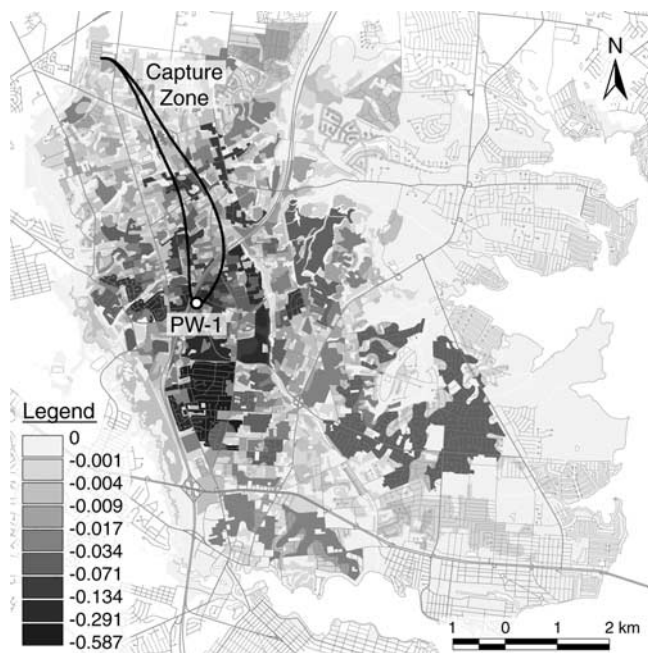 N
Capture
Zone
PW-1
Legend
0
-0.001
-0.004
-0.009
-0.017
-0.034
-0.071
-0.134
-0.291
-0.587
1 0 1 2 km